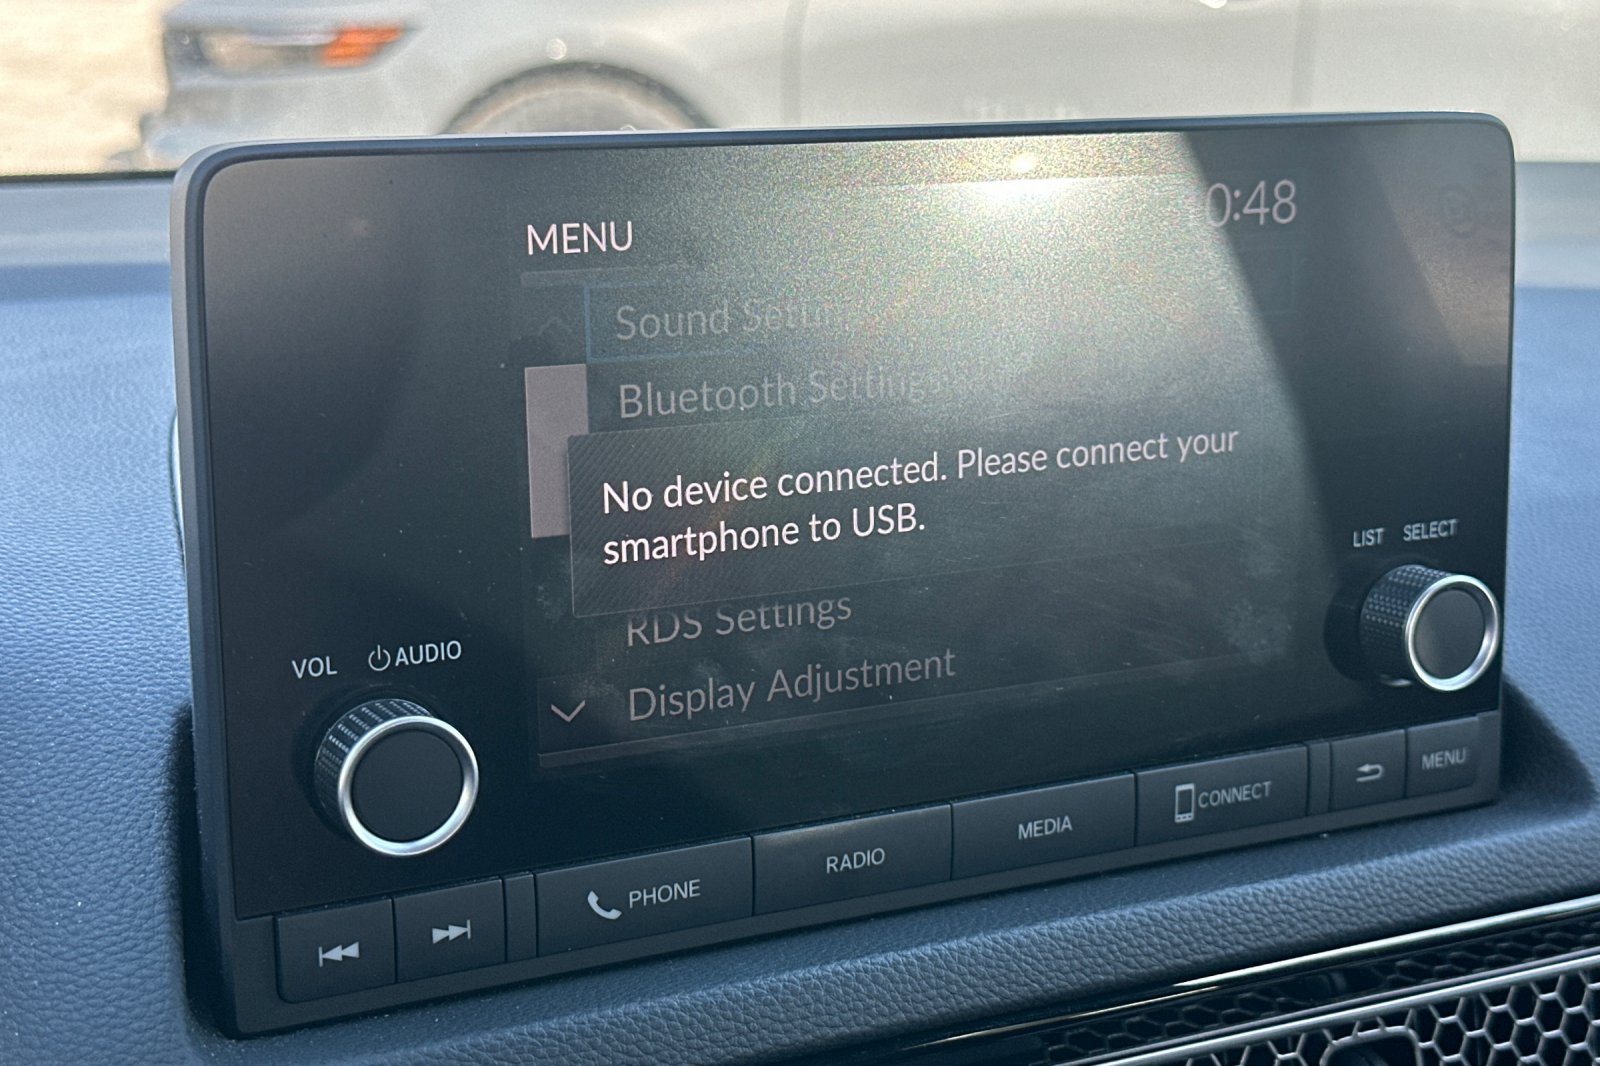 MENU
0:48
Sound Setup
Bluetooth Settings
No device connected. Please connect your
smartphone to USB.
RDS Settings
Display Adjustment
LIST SELECT
VOL AUDIO
PHONE
RADIO
MEDIA
CONNECT
MENU